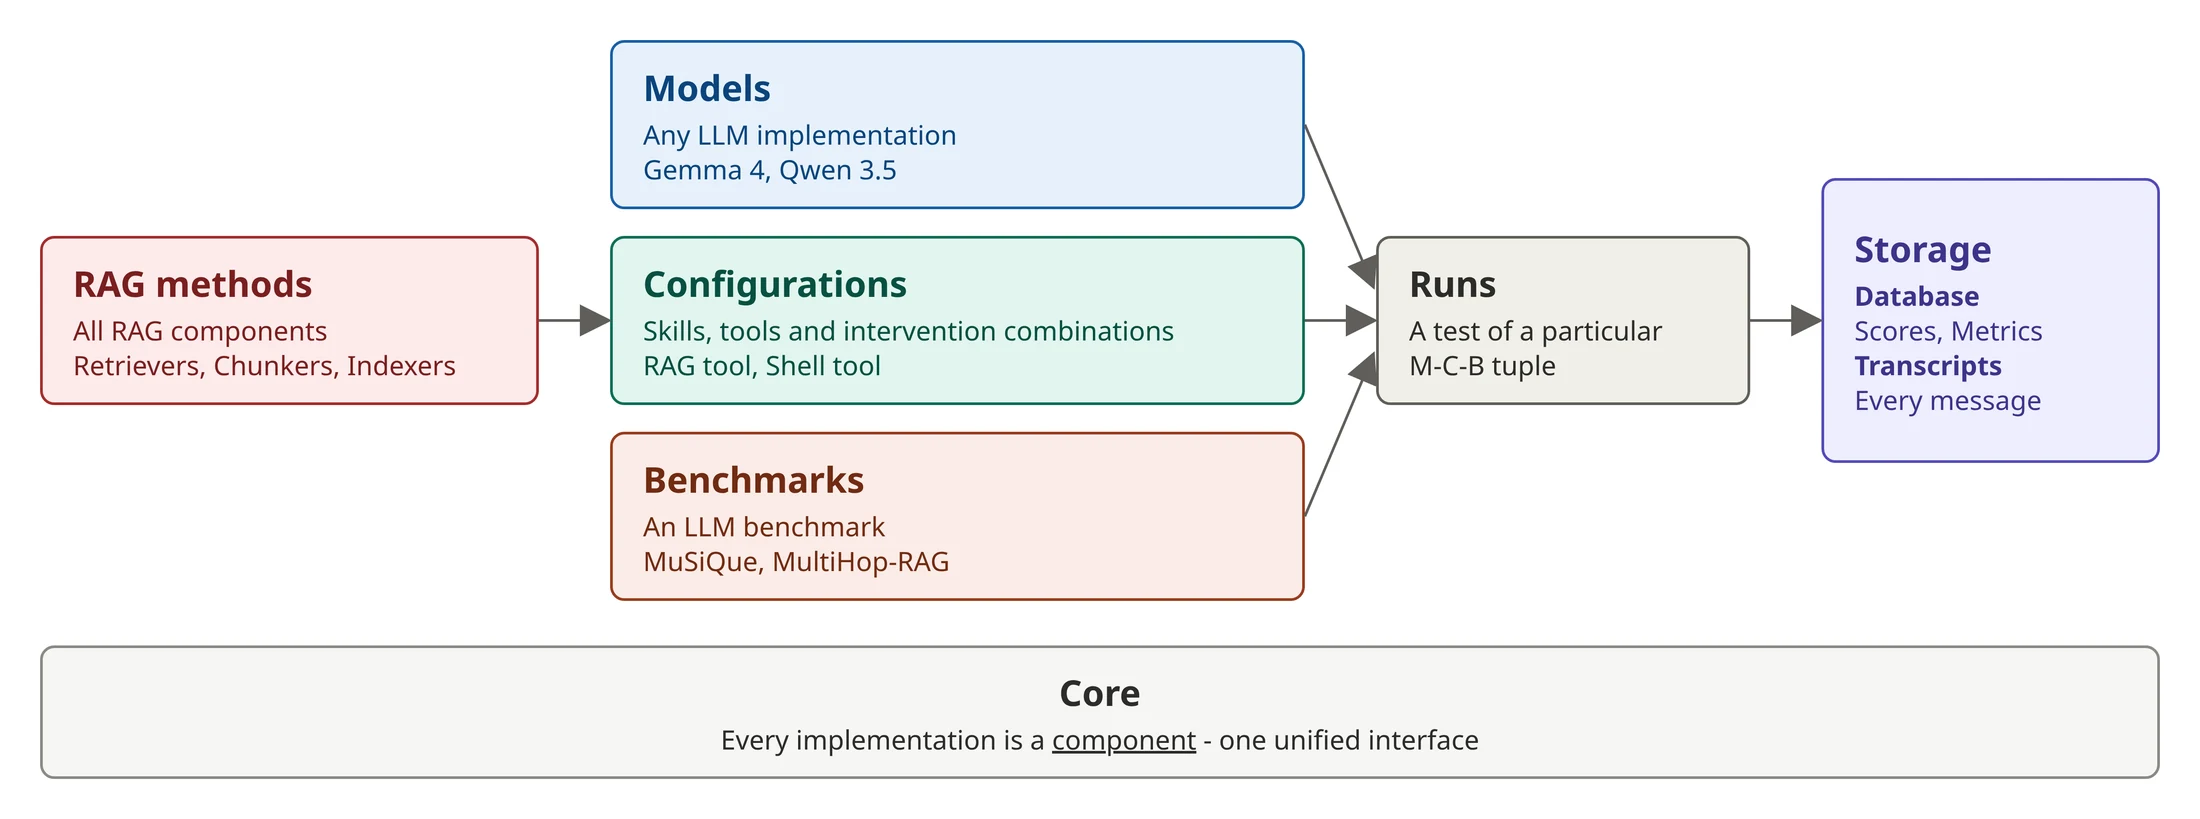 Models
Any LLM implementation
Gemma 4, Qwen 3.5
RAG methods
All RAG components
Retrievers, Chunkers, Indexers
Configurations
Skills, tools and intervention combinations
RAG tool, Shell tool
Benchmarks
An LLM benchmark
MuSiQue, MultiHop-RAG
Runs
A test of a particular
M-C-B tuple
Storage
Database
Scores, Metrics
Transcripts
Every message
Core
Every implementation is a component - one unified interface